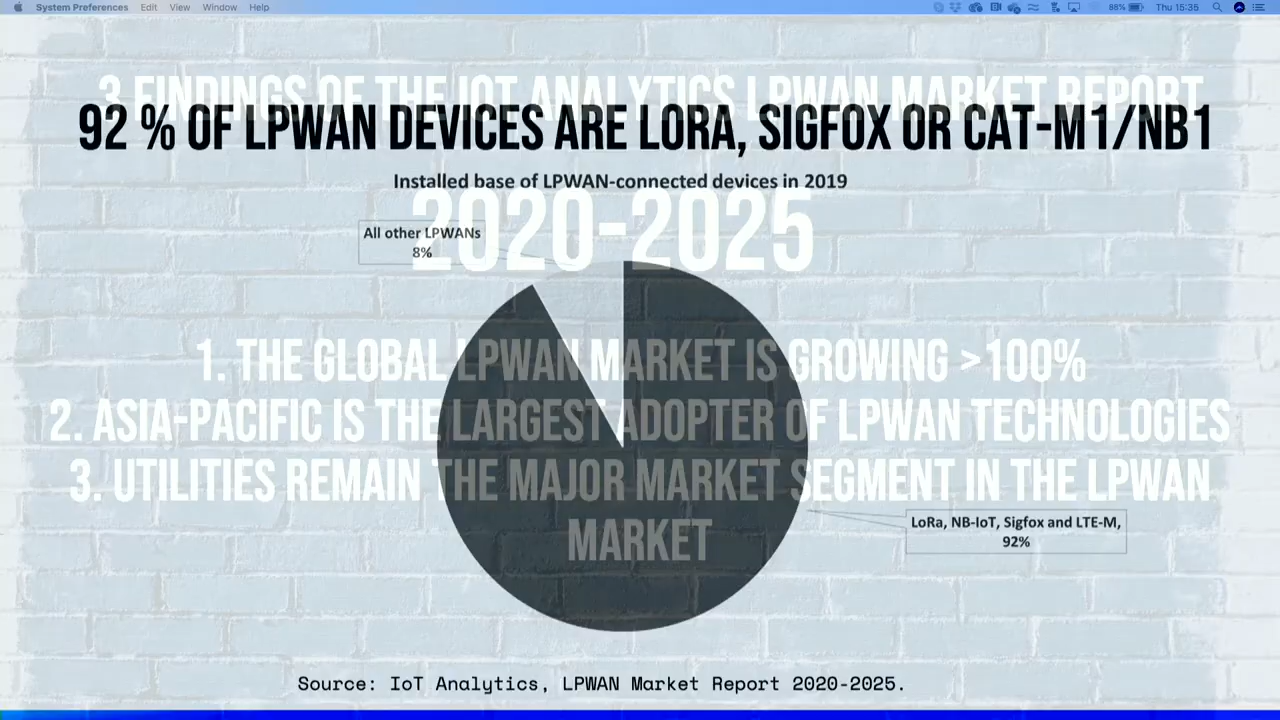 System Preferences Edit View Window Help 88% Thu 15:35
3 FINDINGS OF THE IOT ANALYTICS LPWAN MARKET REPORT
92 % OF LPWAN DEVICES ARE LORA, SIGFOX OR CAT-M1/NB1
Installed base of LPWAN-connected devices in 2019
2020-2025
All other LPWANs
8%
1. THE GLOBAL LPWAN MARKET IS GROWING >100%
2. ASIA-PACIFIC IS THE LARGEST ADOPTER OF LPWAN TECHNOLOGIES
3. UTILITIES REMAIN THE MAJOR MARKET SEGMENT IN THE LPWAN
MARKET
LoRa, NB-IoT, Sigfox and LTE-M,
92%
Source: IoT Analytics, LPWAN Market Report 2020-2025.